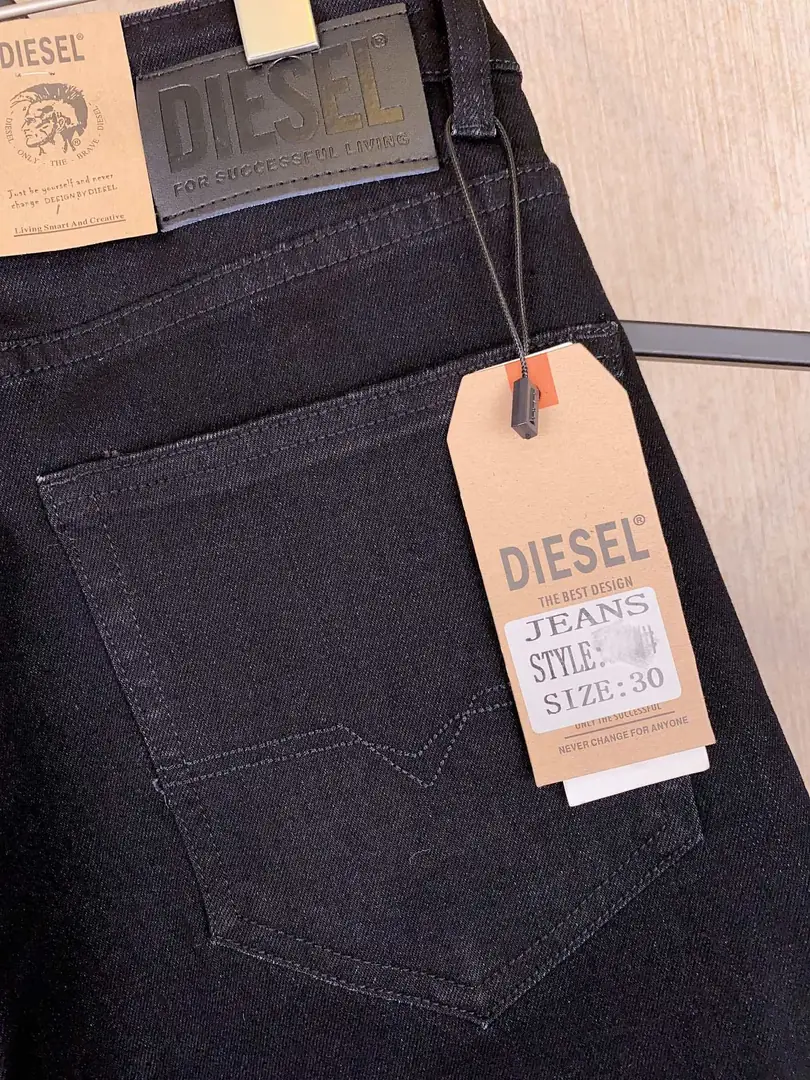 DIESEL®
DIESEL ONLY THE BRAVE ®
Just be yourself and never
change DESIGN BY DIESEL
Living Smart And Creative
DIESEL®
FOR SUCCESSFUL LIVING
DIESEL®
THE BEST DESIGN
JEANS
STYLE:
SIZE:30
ONLY THE SUCCESSFUL
NEVER CHANGE FOR ANYONE